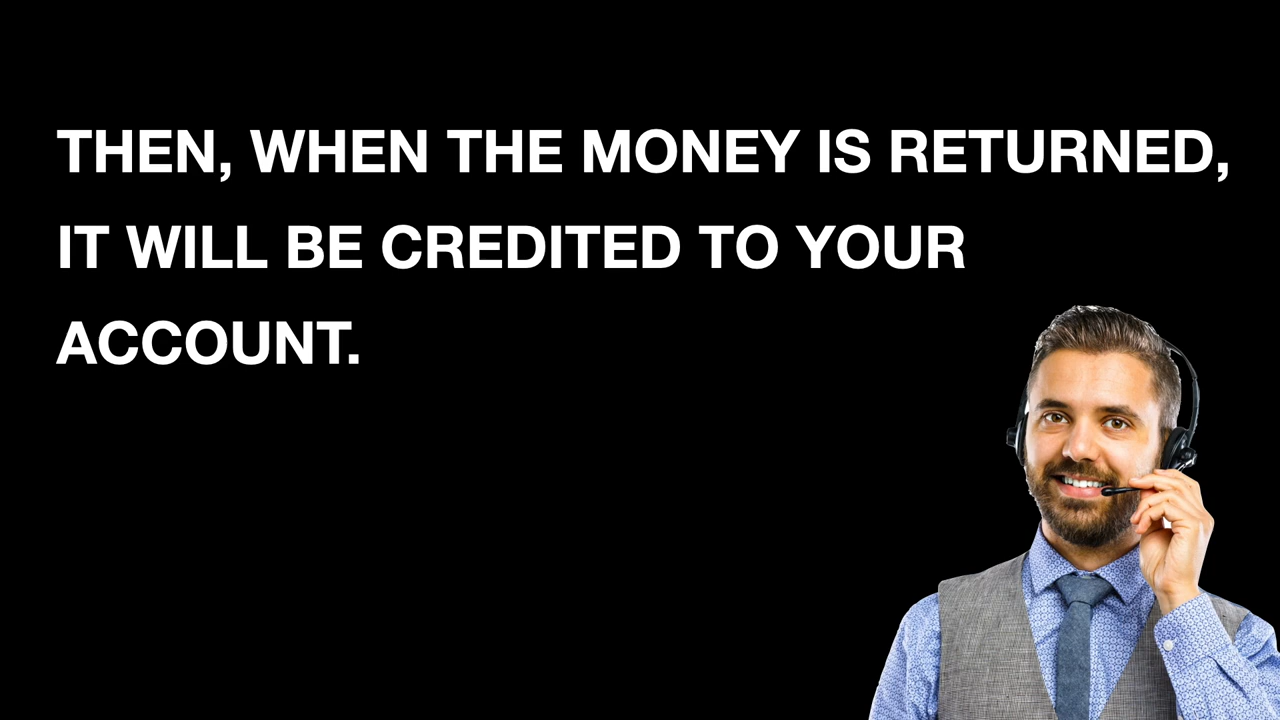 THEN, WHEN THE MONEY IS RETURNED,
IT WILL BE CREDITED TO YOUR
ACCOUNT.